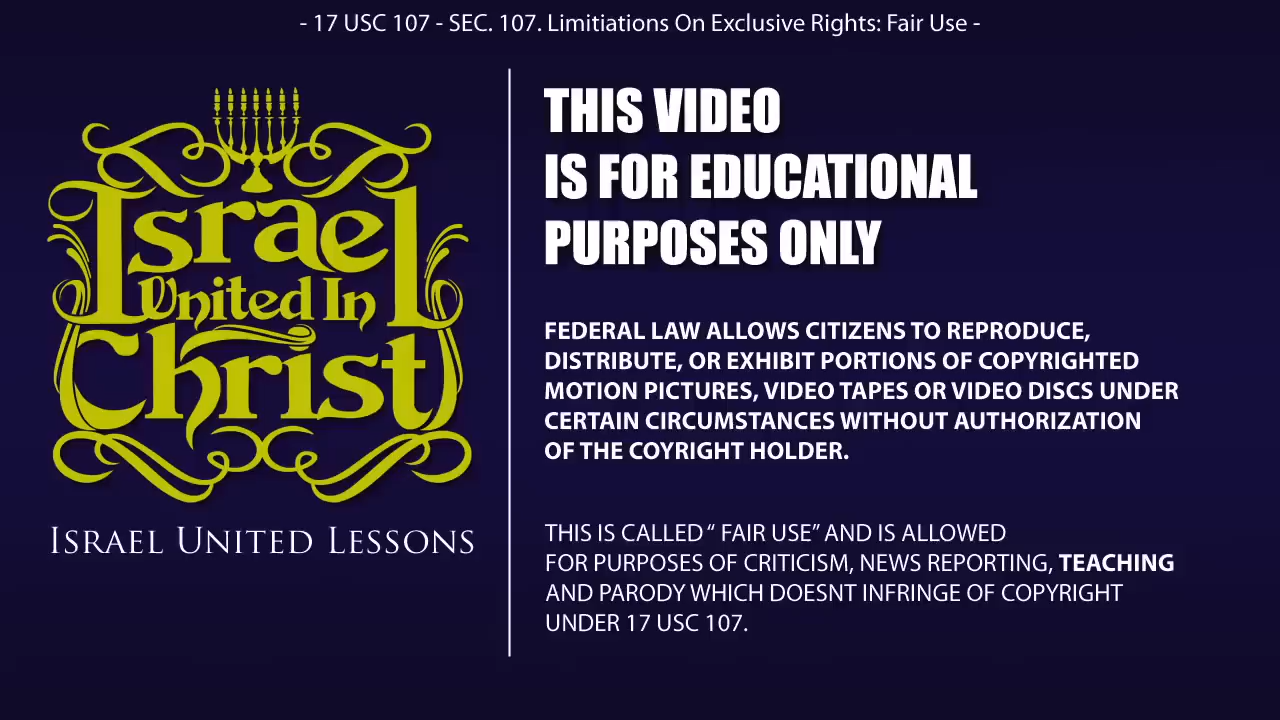 - 17 USC 107 - SEC. 107. Limitiations On Exclusive Rights: Fair Use -
Israel
United In
Christ
ISRAEL UNITED LESSONS
THIS VIDEO
IS FOR EDUCATIONAL
PURPOSES ONLY
FEDERAL LAW ALLOWS CITIZENS TO REPRODUCE,
DISTRIBUTE, OR EXHIBIT PORTIONS OF COPYRIGHTED
MOTION PICTURES, VIDEO TAPES OR VIDEO DISCS UNDER
CERTAIN CIRCUMSTANCES WITHOUT AUTHORIZATION
OF THE COYRIGHT HOLDER.
THIS IS CALLED “ FAIR USE” AND IS ALLOWED
FOR PURPOSES OF CRITICISM, NEWS REPORTING, TEACHING
AND PARODY WHICH DOESNT INFRINGE OF COPYRIGHT
UNDER 17 USC 107.